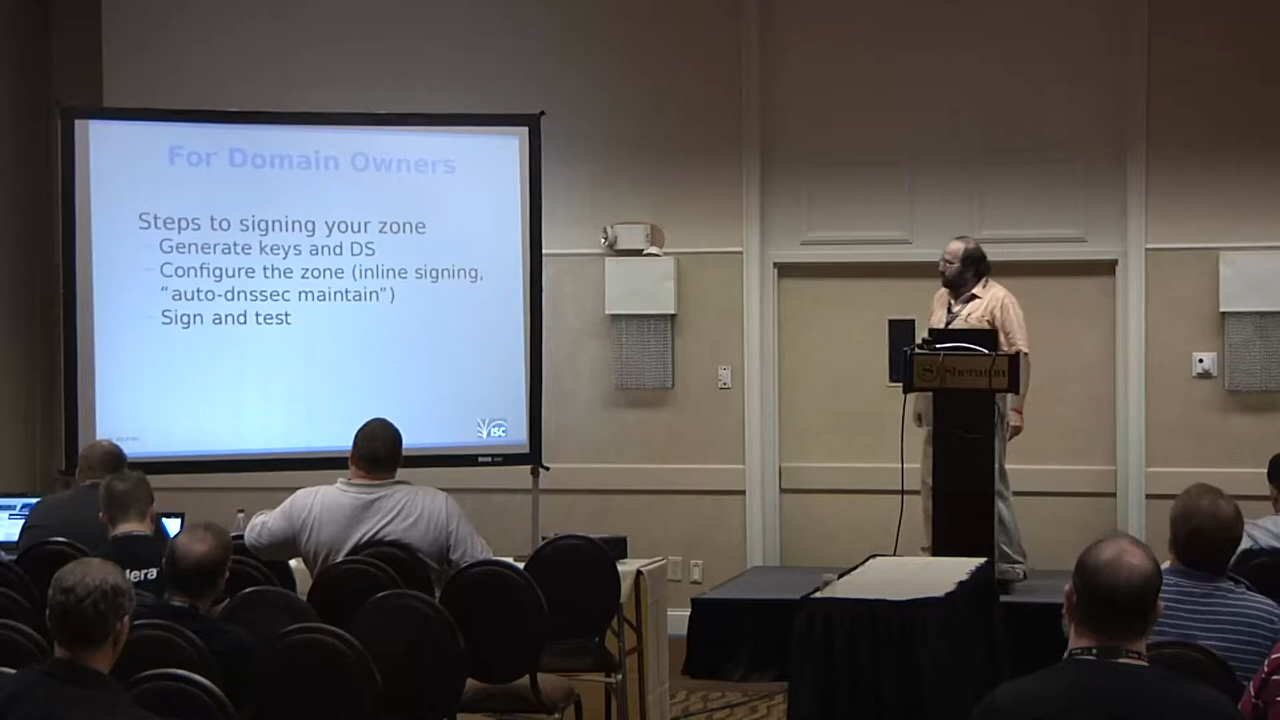 For Domain Owners
Steps to signing your zone
Generate keys and DS
Configure the zone (inline signing,
“auto-dnssec maintain”)
Sign and test
ISC
Sheraton
lera